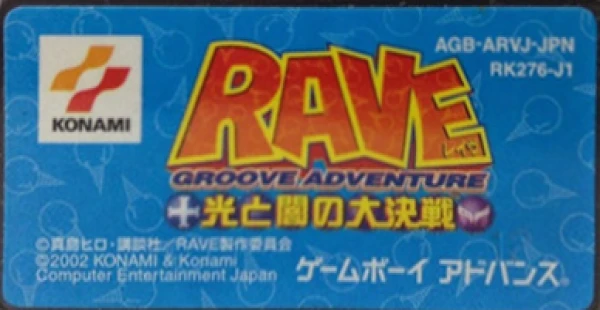 AGB-ARVJ-JPN
RK276-J1
KONAMI
RAVE
レイヴ
GROOVE ADVENTURE
光と闇の大決戦
©真島ヒロ・講談社／RAVE製作委員会
©2002 KONAMI & Konami
Computer Entertainment Japan
ゲームボーイ アドバンス